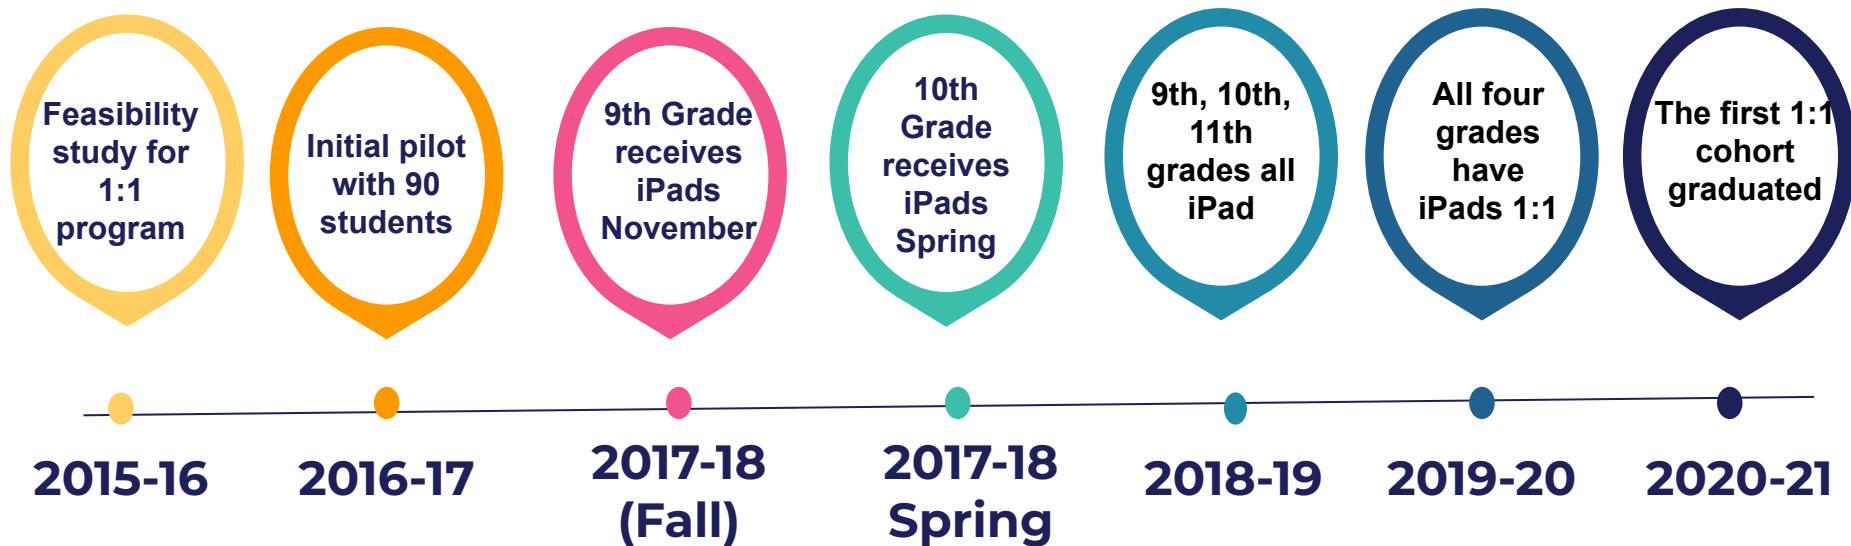 Feasibility
study for
1:1
program
Initial pilot
with 90
students
9th Grade
receives
iPads
November
10th
Grade
receives
iPads
Spring
9th, 10th,
11th
grades all
iPad
All four
grades
have
iPads 1:1
The first 1:1
cohort
graduated
2015-16
2016-17
2017-18
(Fall)
2017-18
Spring
2018-19
2019-20
2020-21